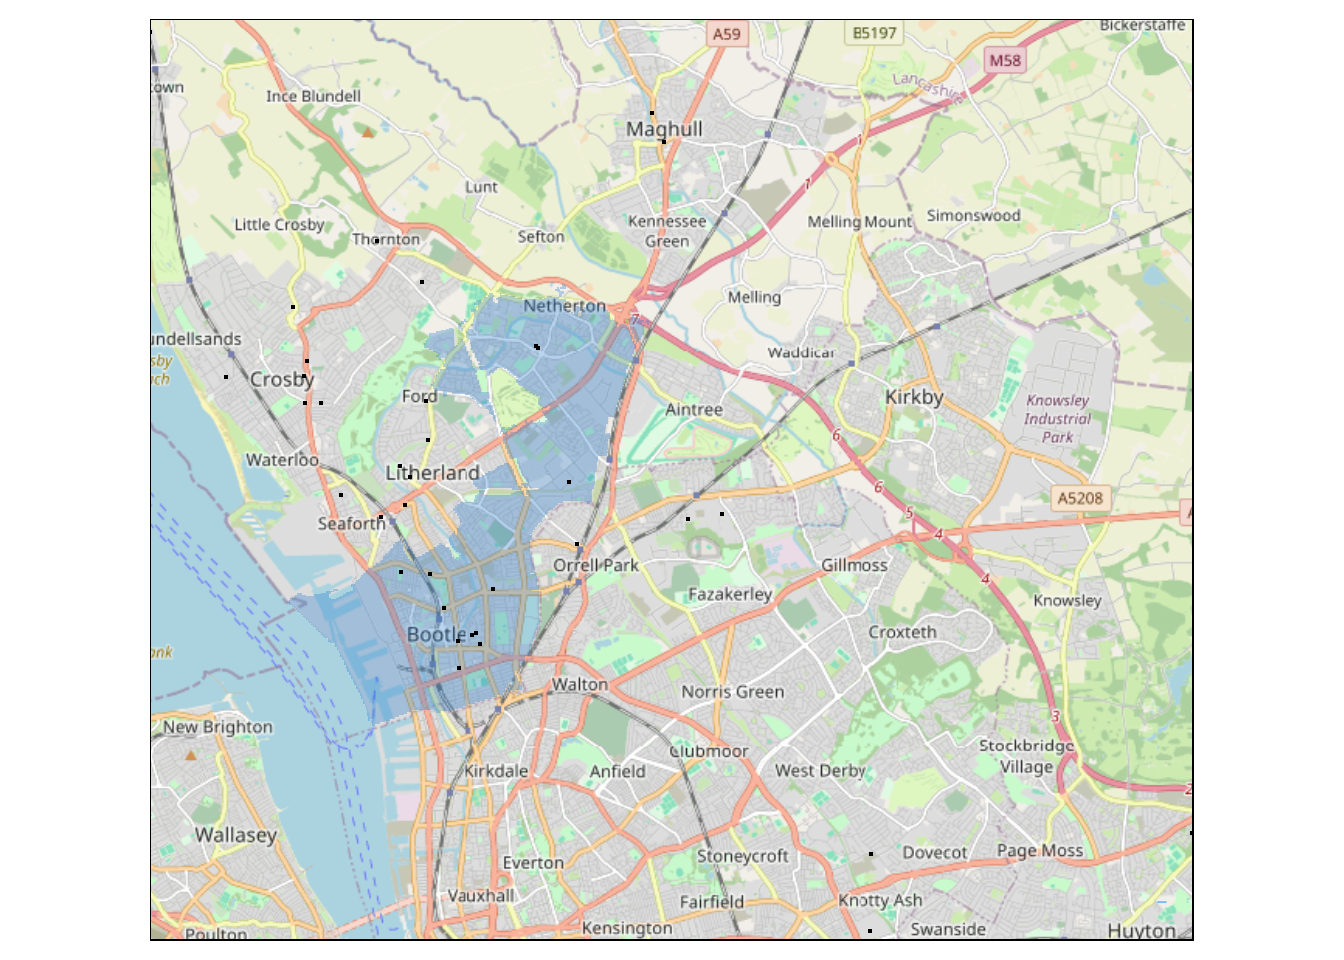 Bickerstaffe
A59
B5197
M58
Lancashire
own
Ince Blundell
Maghull
1
1
Lunt
Little Crosby
Thornton
Sefton
Kennessee
Green
Melling Mount
Simonswood
Melling
Netherton
7
undellsands
sby
ch
Crosby
Waddicar
Ford
Aintree
Kirkby
Knowsley
Industrial
Park
6
Waterloo
Litherland
6
A5208
5
A
Seaforth
4
Orrell Park
Gillmoss
4
Fazakerley
Knowsley
Bootle
Croxteth
ank
Walton
Norris Green
3
New Brighton
Clubmoor
Stockbridge
Village
Kirkdale
Anfield
West Derby
2
Wallasey
Everton
Stoneycroft
Dovecot
Page Moss
Vauxhall
Fairfield
Knotty Ash
Kensington
Swanside
Huyton
Poulton